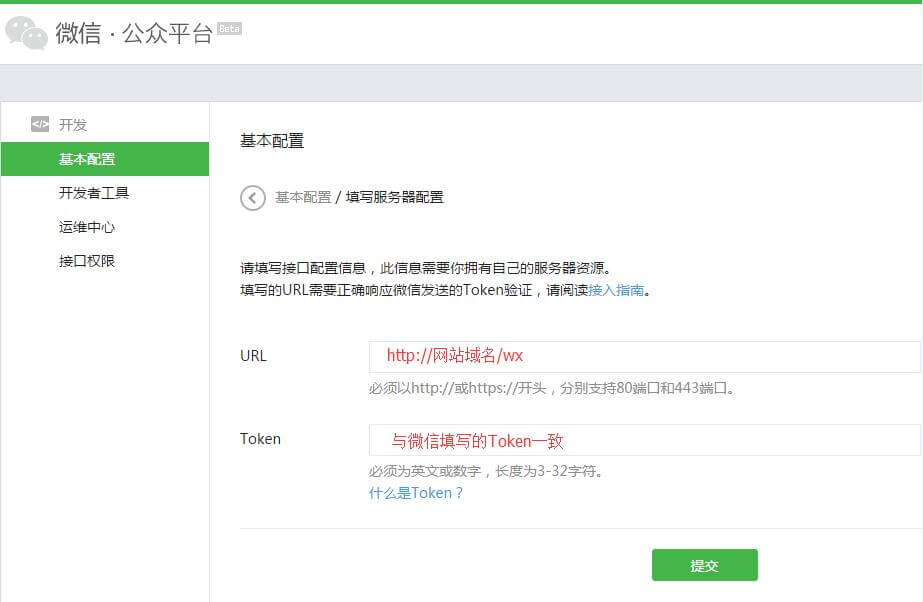 微信 · 公众平台 Beta
</> 开发
基本配置
开发者工具
运维中心
接口权限
基本配置
基本配置 / 填写服务器配置
请填写接口配置信息，此信息需要你拥有自己的服务器资源。
填写的URL需要正确响应微信发送的Token验证，请阅读接入指南。
URL
http://网站域名/wx
必须以http://或https://开头，分别支持80端口和443端口。
Token
与微信填写的Token一致
必须为英文或数字，长度为3-32字符。
什么是Token？
提交